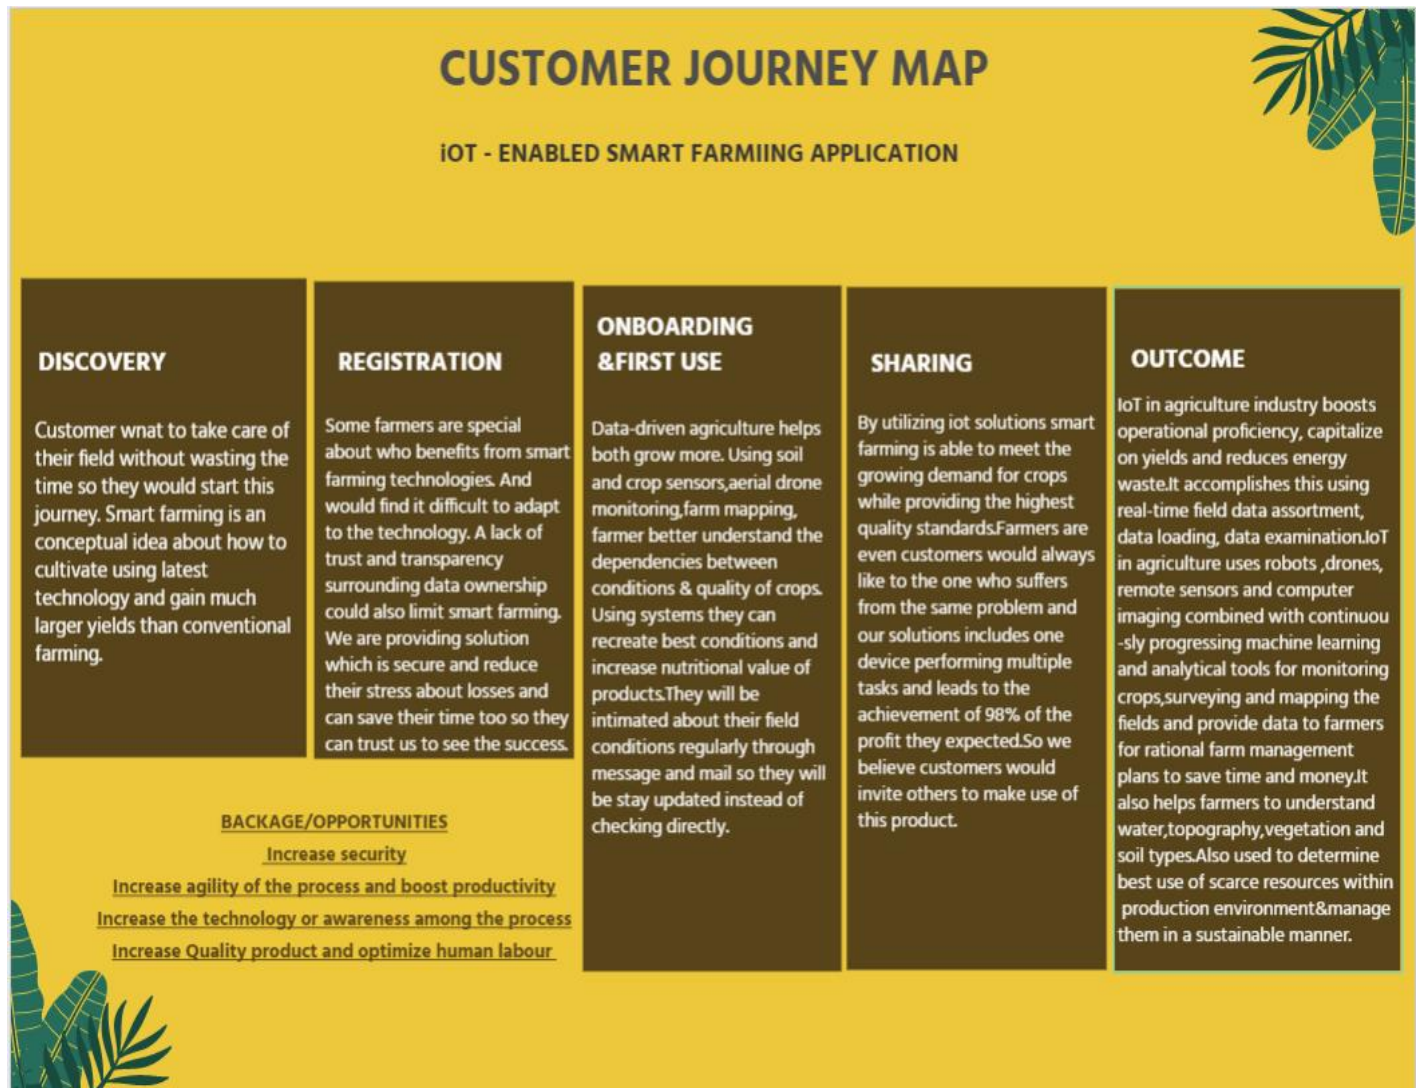 CUSTOMER JOURNEY MAP
iOT - ENABLED SMART FARMIING APPLICATION
DISCOVERY
Customer wnat to take care of
their field without wasting the
time so they would start this
journey. Smart farming is an
conceptual idea about how to
cultivate using latest
technology and gain much
larger yields than conventional
farming.
REGISTRATION
Some farmers are special
about who benefits from smart
farming technologies. And
would find it difficult to adapt
to the technology. A lack of
trust and transparency
surrounding data ownership
could also limit smart farming.
We are providing solution
which is secure and reduce
their stress about losses and
can save their time too so they
can trust us to see the success.
ONBOARDING
&FIRST USE
Data-driven agriculture helps
both grow more. Using soil
and crop sensors,aerial drone
monitoring,farm mapping,
farmer better understand the
dependencies between
conditions & quality of crops.
Using systems they can
recreate best conditions and
increase nutritional value of
products.They will be
intimated about their field
conditions regularly through
message and mail so they will
be stay updated instead of
checking directly.
SHARING
By utilizing iot solutions smart
farming is able to meet the
growing demand for crops
while providing the highest
quality standards.Farmers are
even customers would always
like to the one who suffers
from the same problem and
our solutions includes one
device performing multiple
tasks and leads to the
achievement of 98% of the
profit they expected.So we
believe customers would
invite others to make use of
this product.
OUTCOME
IoT in agriculture industry boosts
operational proficiency, capitalize
on yields and reduces energy
waste.It accomplishes this using
real-time field data assortment,
data loading, data examination.IoT
in agriculture uses robots ,drones,
remote sensors and computer
imaging combined with continuou
-sly progressing machine learning
and analytical tools for monitoring
crops,surveying and mapping the
fields and provide data to farmers
for rational farm management
plans to save time and money.It
also helps farmers to understand
water,topography,vegetation and
soil types.Also used to determine
best use of scarce resources within
production environment&manage
them in a sustainable manner.
BACKAGE/OPPORTUNITIES
Increase security
Increase agility of the process and boost productivity
Increase the technology or awareness among the process
Increase Quality product and optimize human labour